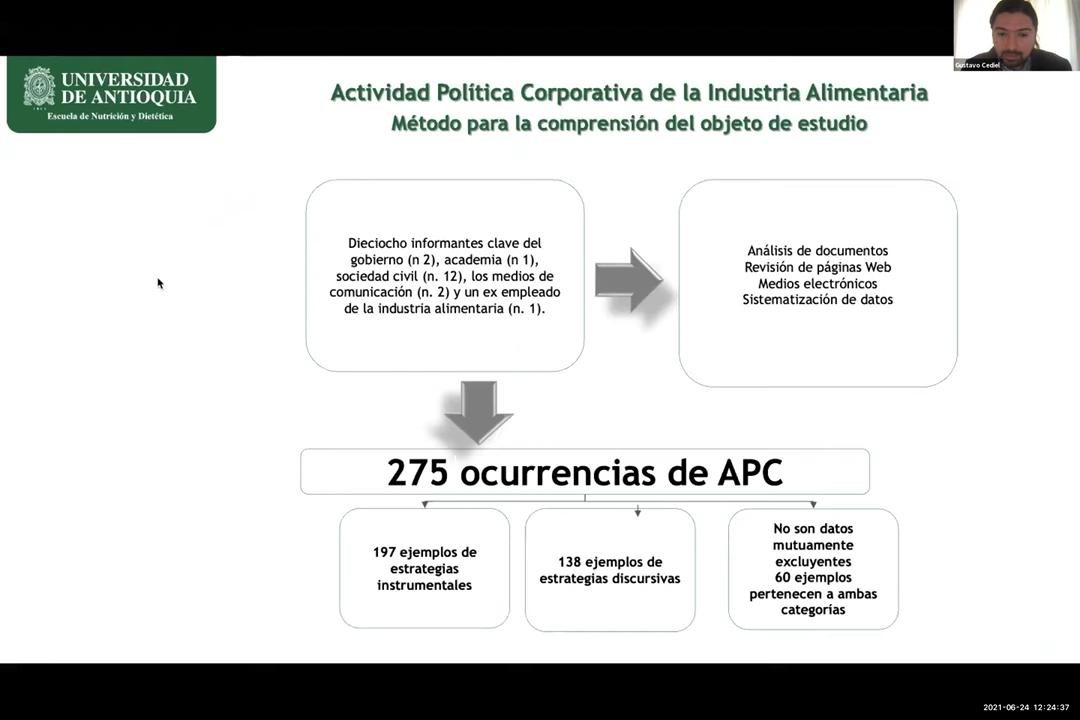 Gustavo Cediel
UNIVERSIDAD
DE ANTIOQUIA
1803
Escuela de Nutrición y Dietética
Actividad Política Corporativa de la Industria Alimentaria
Método para la comprensión del objeto de estudio
Dieciocho informantes clave del
gobierno (n 2), academia (n 1),
sociedad civil (n. 12), los medios de
comunicación (n. 2) y un ex empleado
de la industria alimentaria (n. 1).
Análisis de documentos
Revisión de páginas Web
Medios electrónicos
Sistematización de datos
275 ocurrencias de APC
197 ejemplos de
estrategias
instrumentales
138 ejemplos de
estrategias discursivas
No son datos
mutuamente
excluyentes
60 ejemplos
pertenecen a ambas
categorías
2021-06-24 12:24:37